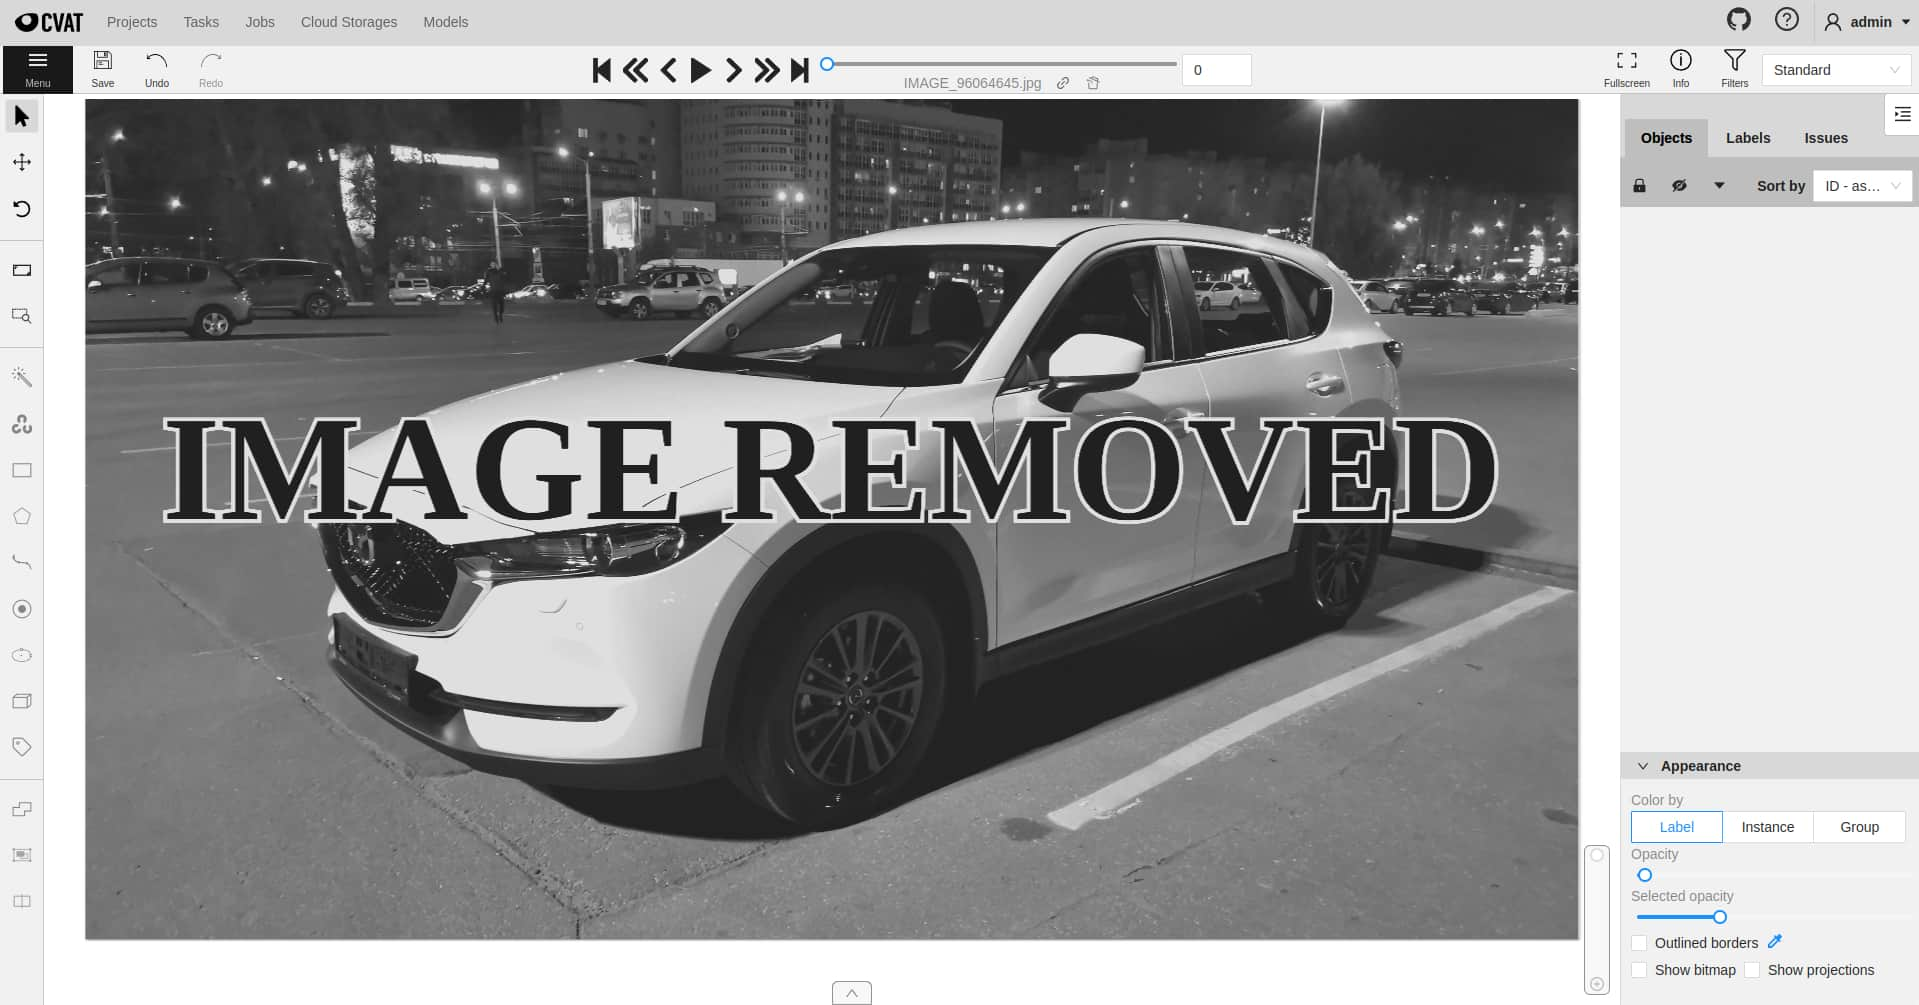 CVAT Projects Tasks Jobs Cloud Storages Models admin
Menu Save Undo Redo
IMAGE_96064645.jpg
0
Fullscreen Info Filters Standard
Objects Labels Issues
Sort by ID - as...
IMAGE REMOVED
Appearance
Color by
Label Instance Group
Opacity
Selected opacity
Outlined borders
Show bitmap Show projections